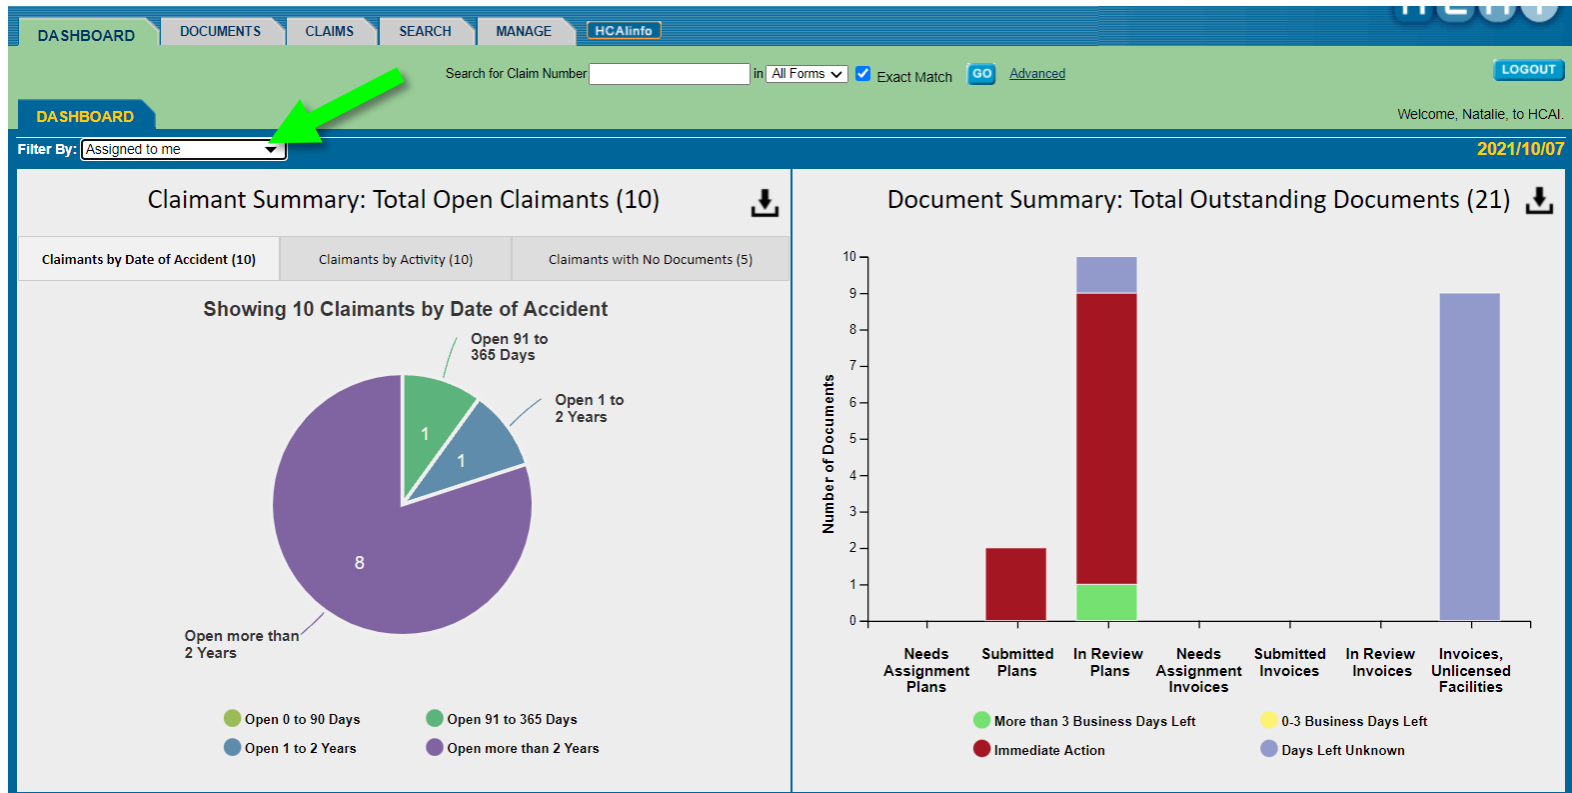 DASHBOARD DOCUMENTS CLAIMS SEARCH MANAGE HCAIinfo
Search for Claim Number in All Forms Exact Match GO Advanced LOGOUT
DASHBOARD Welcome, Natalie, to HCAI.
Filter By: Assigned to me 2021/10/07
Claimant Summary: Total Open Claimants (10)
Claimants by Date of Accident (10) Claimants by Activity (10) Claimants with No Documents (5)
Showing 10 Claimants by Date of Accident
Open 91 to
365 Days
Open 1 to
2 Years
1
1
8
Open more than
2 Years
Open 0 to 90 Days Open 91 to 365 Days
Open 1 to 2 Years Open more than 2 Years
Document Summary: Total Outstanding Documents (21)
Number of Documents
10
9
8
7
6
5
4
3
2
1
0
Needs
Assignment
Plans
Submitted
Plans
In Review
Plans
Needs
Assignment
Invoices
Submitted
Invoices
In Review
Invoices
Invoices,
Unlicensed
Facilities
More than 3 Business Days Left 0-3 Business Days Left
Immediate Action Days Left Unknown